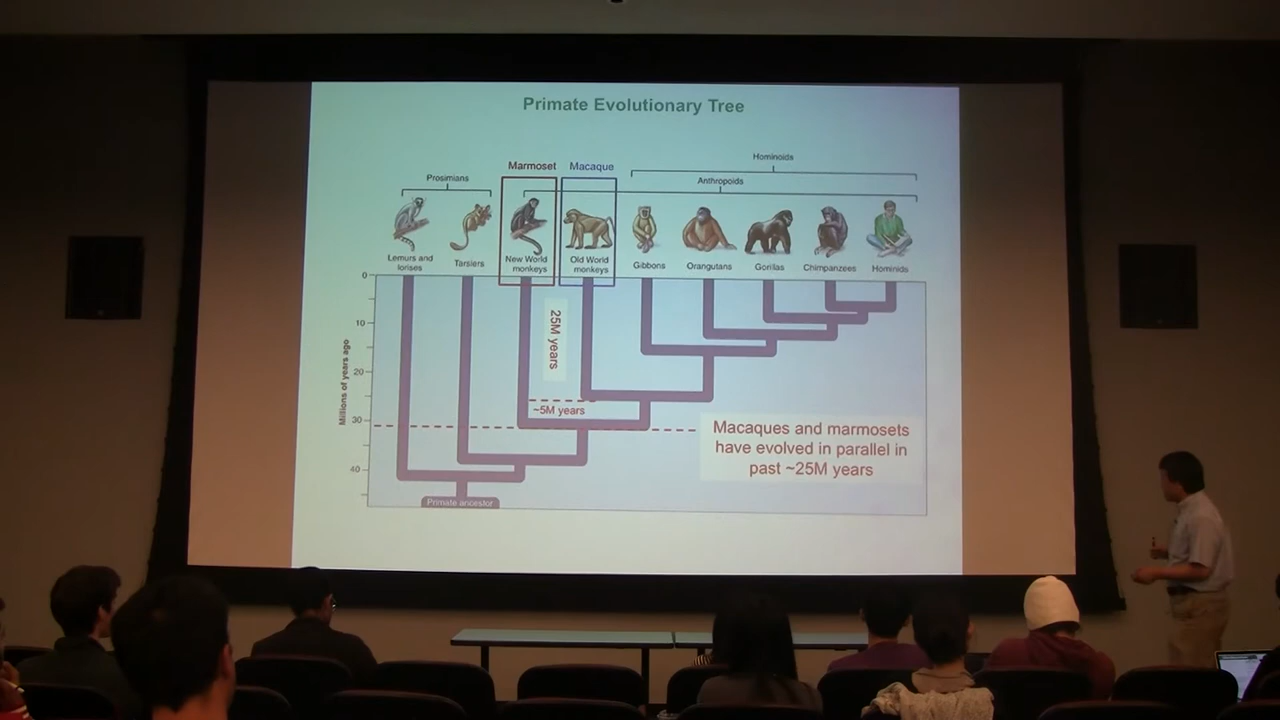 Primate Evolutionary Tree
Hominoids
Marmoset
Macaque
Prosimians
Anthropoids
Lemurs and
lorises
Tarsiers
New World
monkeys
Old World
monkeys
Gibbons
Orangutans
Gorillas
Chimpanzees
Hominids
0
10
20
30
40
Millions of years ago
25M years
~5M years
Macaques and marmosets
have evolved in parallel in
past ~25M years
Primate ancestor